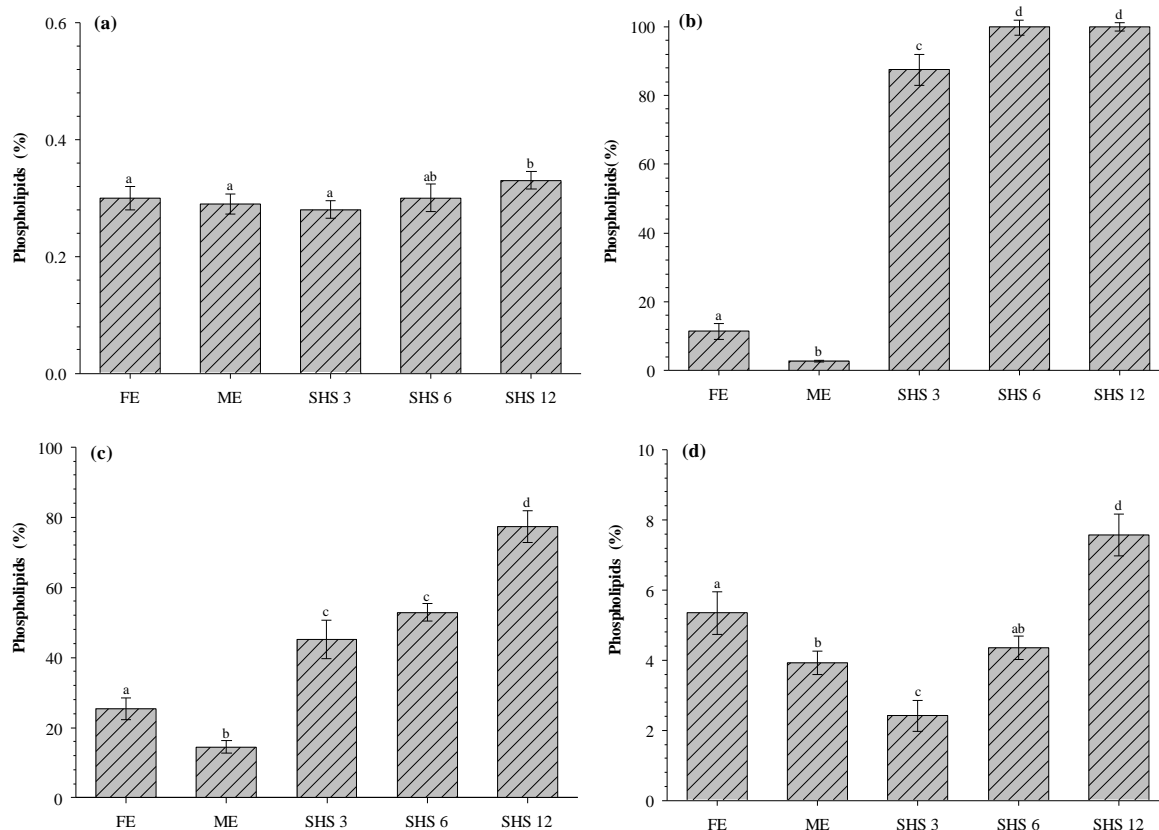 (a)
Phospholipids (%)
0.6
0.4
0.2
0.0
a
a
a
ab
b
FE ME SHS 3 SHS 6 SHS 12
(b)
Phospholipids(%)
100
80
60
40
20
0
a
b
c
d
d
FE ME SHS 3 SHS 6 SHS 12
(c)
Phospholipids (%)
100
80
60
40
20
0
a
b
c
c
d
FE ME SHS 3 SHS 6 SHS 12
(d)
Phospholipids (%)
10
8
6
4
2
0
a
b
c
ab
d
FE ME SHS 3 SHS 6 SHS 12